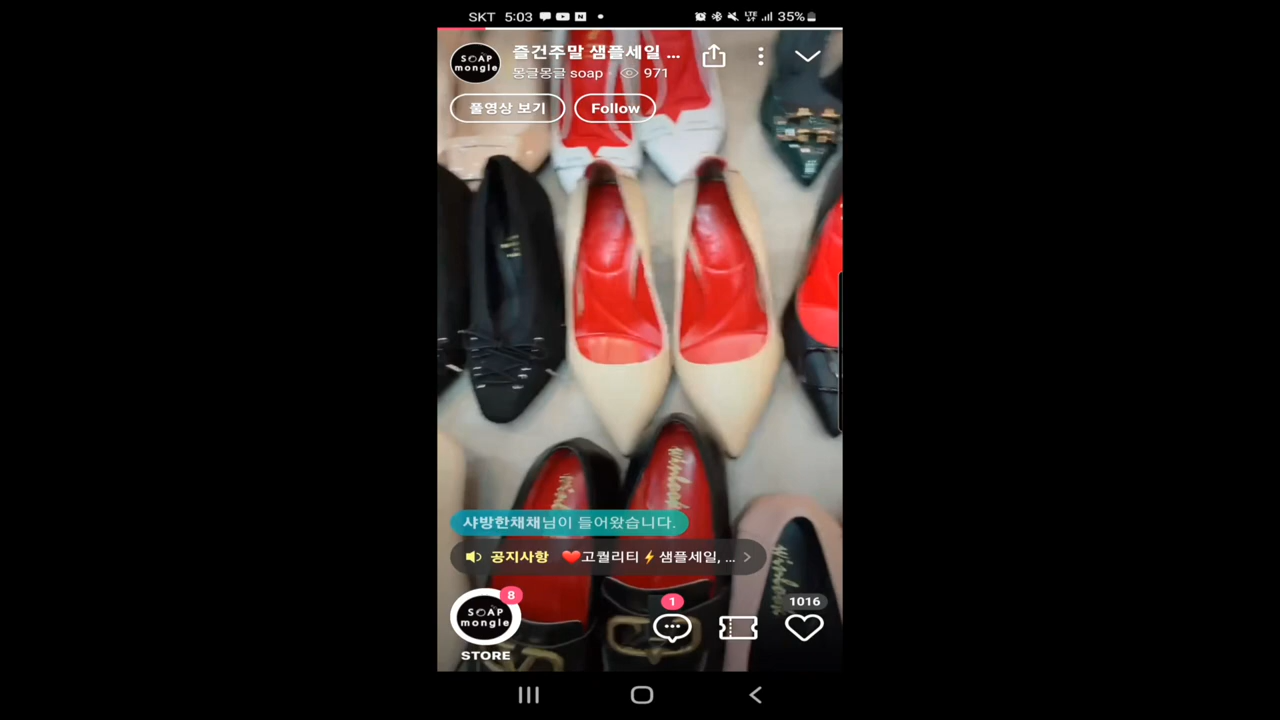 SKT 5:03 LTE 35%
SOAP mongle
즐건주말 샘플세일 ...
몽글몽글 soap · 971
풀영상 보기 Follow
샤방한채채님이 들어왔습니다.
공지사항 ❤️고퀄리티⚡샘플세일, ... >
8
SOAP mongle
1
1016
STORE